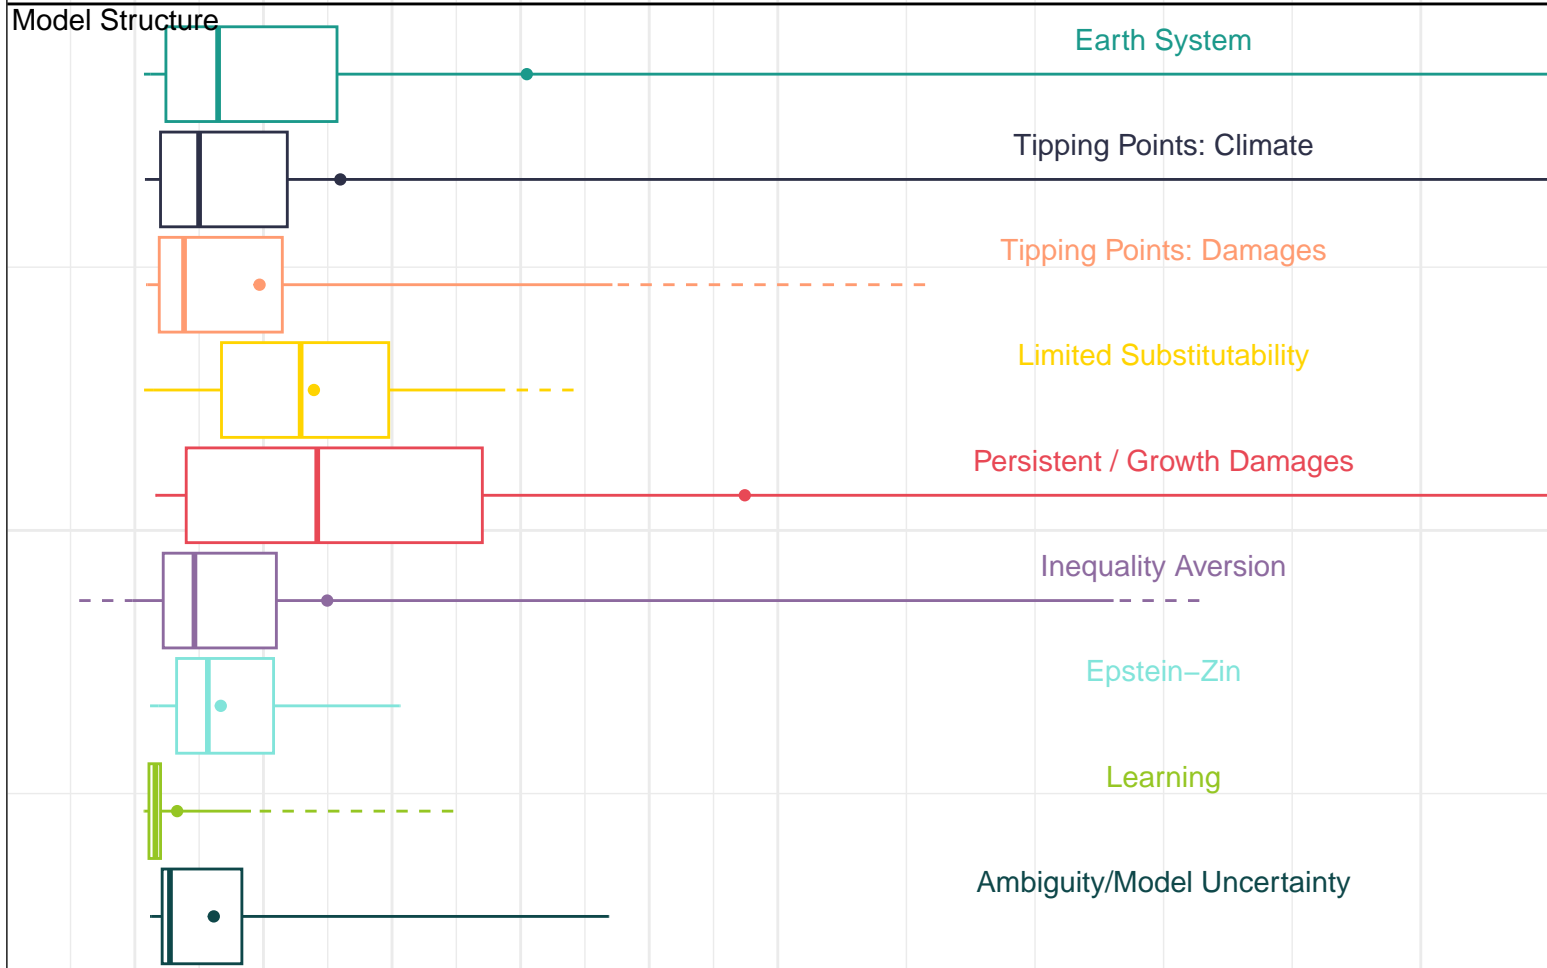 Model Structure
Earth System
Tipping Points: Climate
Tipping Points: Damages
Limited Substitutability
Persistent / Growth Damages
Inequality Aversion
Epstein−Zin
Learning
Ambiguity/Model Uncertainty